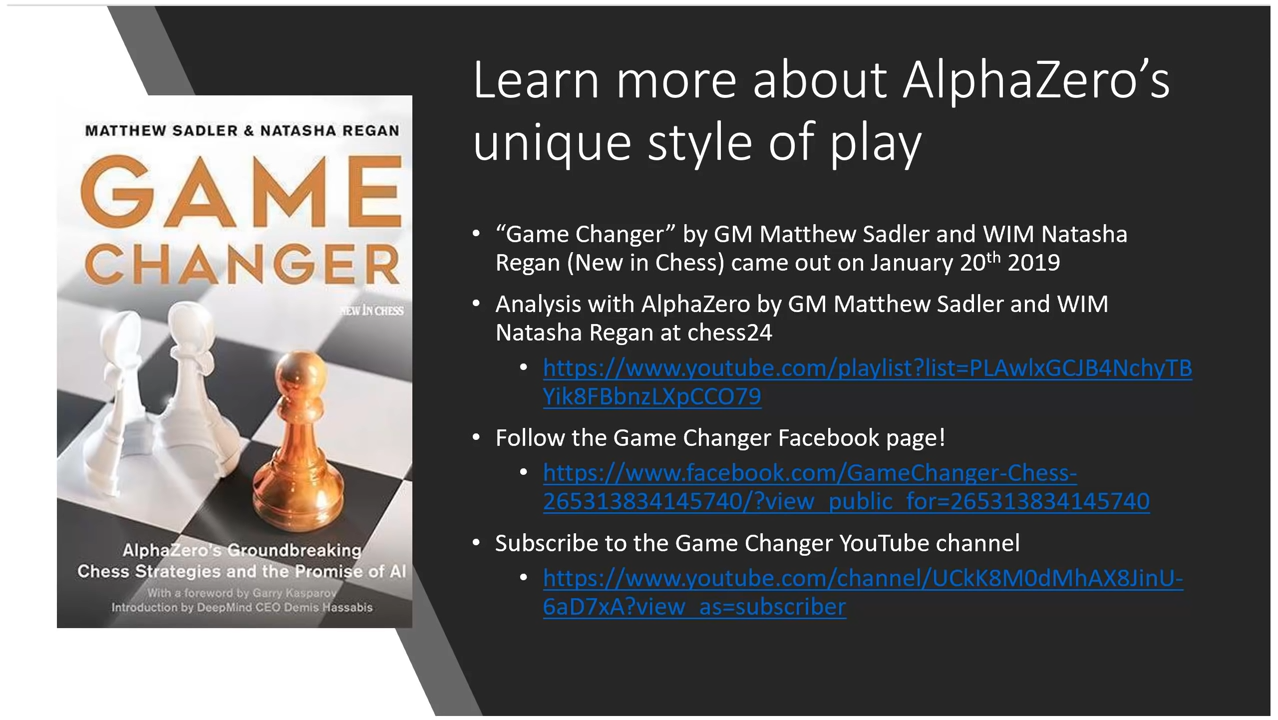 MATTHEW SADLER & NATASHA REGAN
GAME
CHANGER
NEW IN CHESS
AlphaZero's Groundbreaking
Chess Strategies and the Promise of AI
With a foreword by Garry Kasparov
Introduction by DeepMind CEO Demis Hassabis
Learn more about AlphaZero’s
unique style of play
• “Game Changer” by GM Matthew Sadler and WIM Natasha
Regan (New in Chess) came out on January 20th 2019
• Analysis with AlphaZero by GM Matthew Sadler and WIM
Natasha Regan at chess24
• https://www.youtube.com/playlist?list=PLAwlxGCJB4NchyTB
Yik8FBbnzLXpCCO79
• Follow the Game Changer Facebook page!
• https://www.facebook.com/GameChanger-Chess-
265313834145740/?view_public_for=265313834145740
• Subscribe to the Game Changer YouTube channel
• https://www.youtube.com/channel/UCkK8M0dMhAX8JinU-
6aD7xA?view_as=subscriber